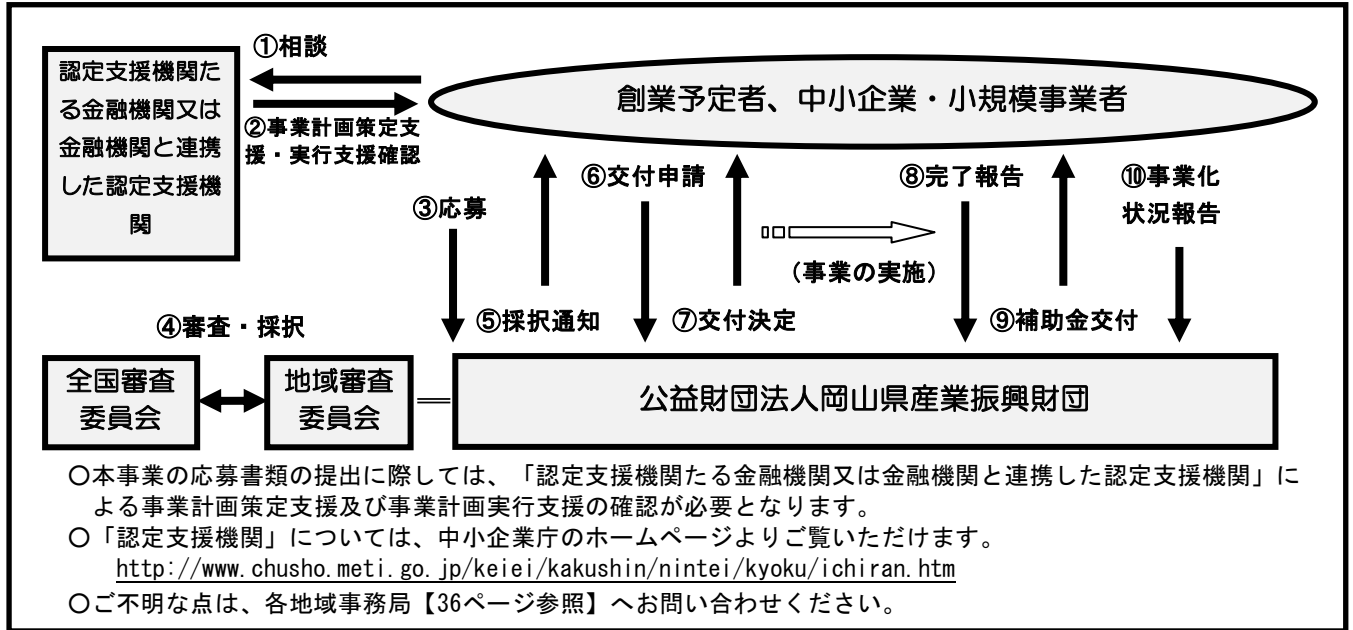 ①相談
認定支援機関た
る金融機関又は
金融機関と連携
した認定支援機
関
②事業計画策定支
援・実行支援確認
創業予定者、中小企業・小規模事業者
③応募
⑥交付申請
⑧完了報告
⑩事業化
状況報告
（事業の実施）
④審査・採択
⑤採択通知
⑦交付決定
⑨補助金交付
全国審査
委員会
地域審査
委員会
公益財団法人岡山県産業振興財団
〇本事業の応募書類の提出に際しては、「認定支援機関たる金融機関又は金融機関と連携した認定支援機関」に
よる事業計画策定支援及び事業計画実行支援の確認が必要となります。
〇「認定支援機関」については、中小企業庁のホームページよりご覧いただけます。
http://www.chusho.meti.go.jp/keiei/kakushin/nintei/kyoku/ichiran.htm
〇ご不明な点は、各地域事務局【36ページ参照】へお問い合わせください。